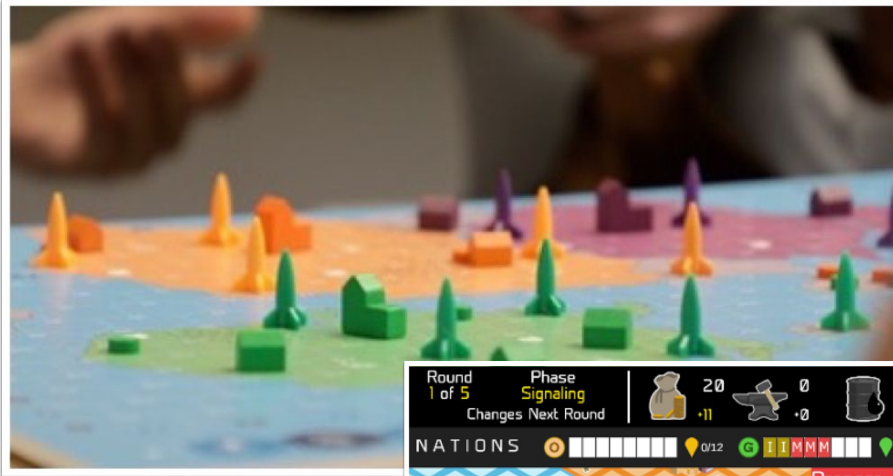 Round Phase
1 of 5 Signaling
Changes Next Round
20 0
+11 +0
NATIONS O 0/12 G I I M M M